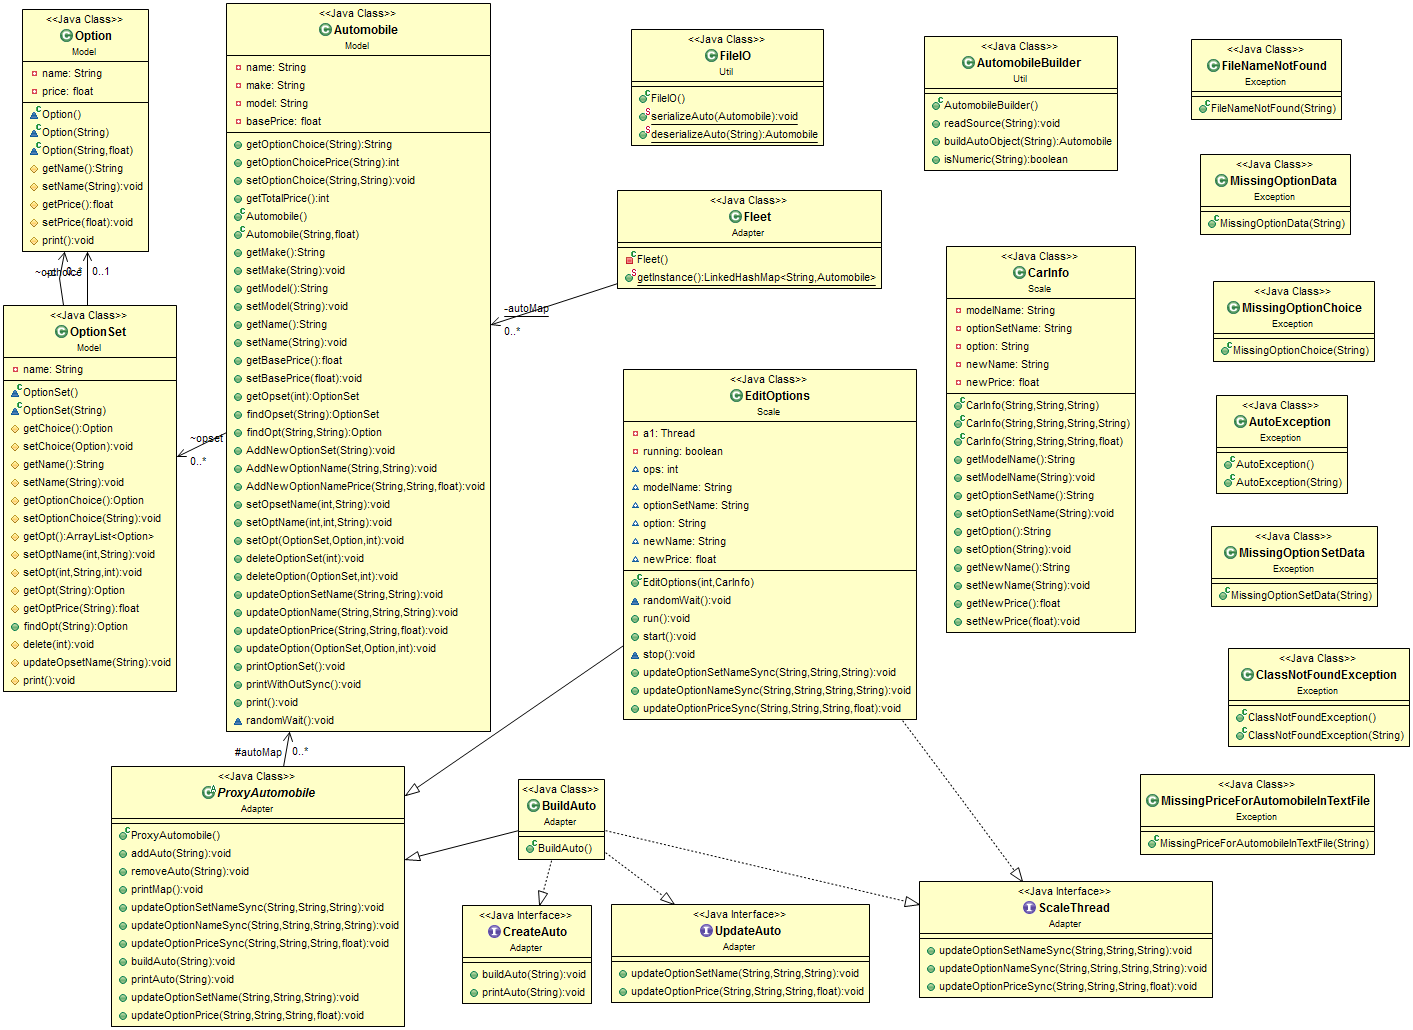 <<Java Class>>
Option
Model
name: String
price: float
Option()
Option(String)
Option(String,float)
getName():String
setName(String):void
getPrice():float
setPrice(float):void
print():void
0..*
0..1
<<Java Class>>
OptionSet
Model
name: String
OptionSet()
OptionSet(String)
getChoice():Option
setChoice(Option):void
getName():String
setName(String):void
getOptionChoice():Option
setOptionChoice(String):void
getOpt():ArrayList<Option>
setOptName(int,String):void
setOpt(int,String,int):void
getOpt(String):Option
getOptPrice(String):float
findOpt(String):Option
delete(int):void
updateOpsetName(String):void
print():void
~opset
0..*
<<Java Class>>
Automobile
Model
name: String
make: String
model: String
basePrice: float
getOptionChoice(String):String
getOptionChoicePrice(String):int
setOptionChoice(String,String):void
getTotalPrice():int
Automobile()
Automobile(String,float)
getMake():String
setMake(String):void
getModel():String
setModel(String):void
getName():String
setName(String):void
getBasePrice():float
setBasePrice(float):void
getOpset(int):OptionSet
findOpset(String):OptionSet
findOpt(String,String):Option
AddNewOptionSet(String):void
AddNewOptionName(String,String):void
AddNewOptionNamePrice(String,String,float):void
setOpsetName(int,String):void
setOptName(int,int,String):void
setOpt(OptionSet,Option,int):void
deleteOptionSet(int):void
deleteOption(OptionSet,int):void
updateOptionSetName(String,String):void
updateOptionName(String,String,String):void
updateOptionPrice(String,String,float):void
updateOption(OptionSet,Option,int):void
printOptionSet():void
printWithOutSync():void
print():void
randomWait():void
#autoMap
0..*
<<Java Class>>
ProxyAutomobile
Adapter
ProxyAutomobile()
addAuto(String):void
removeAuto(String):void
printMap():void
updateOptionSetNameSync(String,String,String):void
updateOptionNameSync(String,String,String,String):void
updateOptionPriceSync(String,String,String,float):void
buildAuto(String):void
printAuto(String):void
updateOptionSetName(String,String,String):void
updateOptionPrice(String,String,String,float):void
<<Java Class>>
FileIO
Util
FileIO()
serializeAuto(Automobile):void
deserializeAuto(String):Automobile
<<Java Class>>
Fleet
Adapter
Fleet()
getInstance():LinkedHashMap<String,Automobile>
-autoMap
0..*
<<Java Class>>
EditOptions
Scale
a1: Thread
running: boolean
ops: int
modelName: String
optionSetName: String
option: String
newName: String
newPrice: float
EditOptions(int,CarInfo)
randomWait():void
run():void
start():void
stop():void
updateOptionSetNameSync(String,String,String):void
updateOptionNameSync(String,String,String,String):void
updateOptionPriceSync(String,String,String,float):void
<<Java Class>>
BuildAuto
Adapter
BuildAuto()
<<Java Interface>>
CreateAuto
Adapter
buildAuto(String):void
printAuto(String):void
<<Java Interface>>
UpdateAuto
Adapter
updateOptionSetName(String,String,String):void
updateOptionPrice(String,String,String,float):void
<<Java Interface>>
ScaleThread
Adapter
updateOptionSetNameSync(String,String,String):void
updateOptionNameSync(String,String,String,String):void
updateOptionPriceSync(String,String,String,float):void
<<Java Class>>
AutomobileBuilder
Util
AutomobileBuilder()
readSource(String):void
buildAutoObject(String):Automobile
isNumeric(String):boolean
<<Java Class>>
CarInfo
Scale
modelName: String
optionSetName: String
option: String
newName: String
newPrice: float
CarInfo(String,String,String)
CarInfo(String,String,String,String)
CarInfo(String,String,String,float)
getModelName():String
setModelName(String):void
getOptionSetName():String
setOptionSetName(String):void
getOption():String
setOption(String):void
getNewName():String
setNewName(String):void
getNewPrice():float
setNewPrice(float):void
<<Java Class>>
FileNameNotFound
Exception
FileNameNotFound(String)
<<Java Class>>
MissingOptionData
Exception
MissingOptionData(String)
<<Java Class>>
MissingOptionChoice
Exception
MissingOptionChoice(String)
<<Java Class>>
AutoException
Exception
AutoException()
AutoException(String)
<<Java Class>>
MissingOptionSetData
Exception
MissingOptionSetData(String)
<<Java Class>>
ClassNotFoundException
Exception
ClassNotFoundException()
ClassNotFoundException(String)
<<Java Class>>
MissingPriceForAutomobileInTextFile
Exception
MissingPriceForAutomobileInTextFile(String)